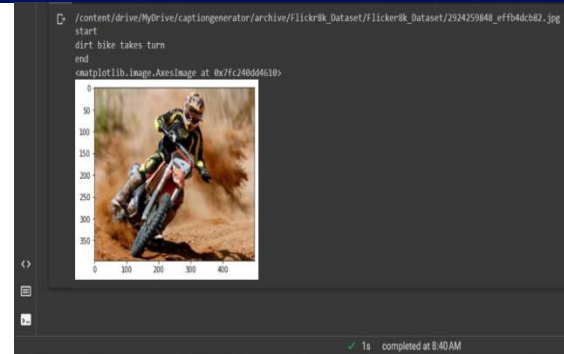 /content/drive/MyDrive/captiongenerator/archive/Flickr8k_Dataset/Flicker8k_Dataset/2924259848_effb4dcb82.jpg
start
dirt bike takes turn
end
<matplotlib.image.AxesImage at 0x7fc240dd4610>
0
50
100
150
200
250
300
350
0 100 200 300 400
✓ 1s completed at 8:40 AM